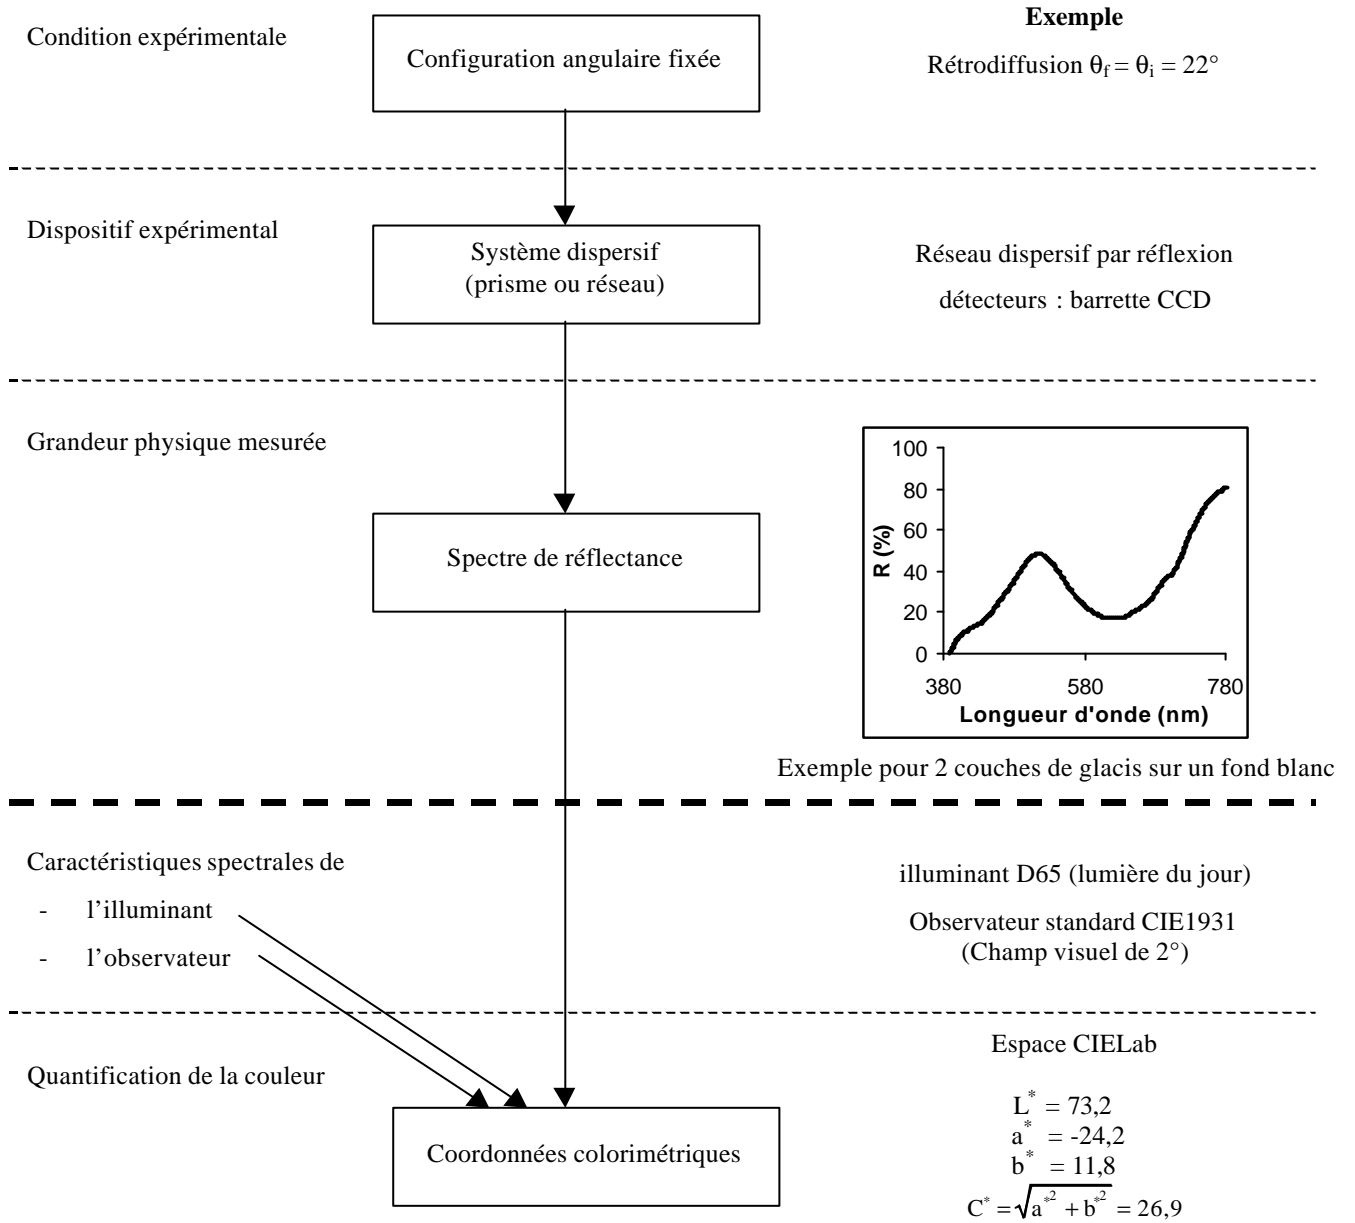 Exemple
Condition expérimentale
Configuration angulaire fixée
Rétrodiffusion θf = θi = 22°
Dispositif expérimental
Système dispersif
(prisme ou réseau)
Réseau dispersif par réflexion
détecteurs : barrette CCD
Grandeur physique mesurée
Spectre de réflectance
100
80
60
40
20
0
R (%)
380 580 780
Longueur d'onde (nm)
Exemple pour 2 couches de glacis sur un fond blanc
Caractéristiques spectrales de
- l’illuminant
- l’observateur
illuminant D65 (lumière du jour)
Observateur standard CIE1931
(Champ visuel de 2°)
Quantification de la couleur
Coordonnées colorimétriques
Espace CIELab
L* = 73,2
a* = -24,2
b* = 11,8
C* = √a*² + b*² = 26,9